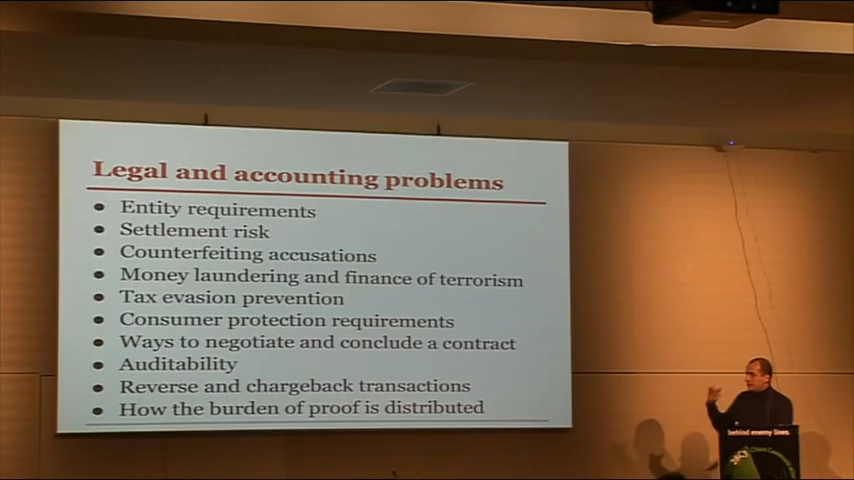 Legal and accounting problems
Entity requirements
Settlement risk
Counterfeiting accusations
Money laundering and finance of terrorism
Tax evasion prevention
Consumer protection requirements
Ways to negotiate and conclude a contract
Auditability
Reverse and chargeback transactions
How the burden of proof is distributed
behind enemy lines